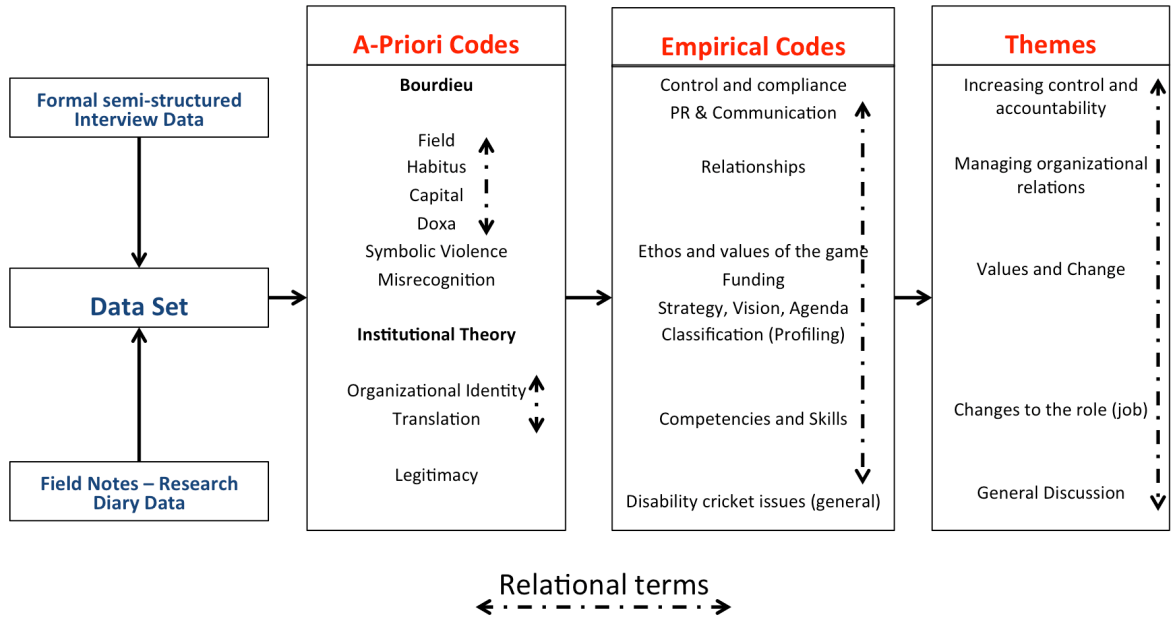 Formal semi-structured
Interview Data
Data Set
Field Notes – Research
Diary Data
A-Priori Codes
Bourdieu
Field
Habitus
Capital
Doxa
Symbolic Violence
Misrecognition
Institutional Theory
Organizational Identity
Translation
Legitimacy
Empirical Codes
Control and compliance
PR & Communication
Relationships
Ethos and values of the game
Funding
Strategy, Vision, Agenda
Classification (Profiling)
Competencies and Skills
Disability cricket issues (general)
Themes
Increasing control and
accountability
Managing organizational
relations
Values and Change
Changes to the role (job)
General Discussion
Relational terms